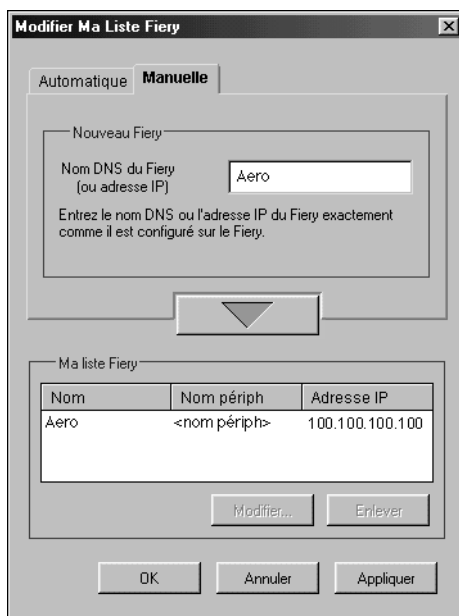 Modifier Ma Liste Fiery
Automatique Manuelle
Nouveau Fiery
Nom DNS du Fiery
(ou adresse IP)
Aero
Entrez le nom DNS ou l'adresse IP du Fiery exactement
comme il est configuré sur le Fiery.
Ma liste Fiery
Nom Nom périph Adresse IP
Aero <nom périph> 100.100.100.100
Modifier... Enlever
OK Annuler Appliquer